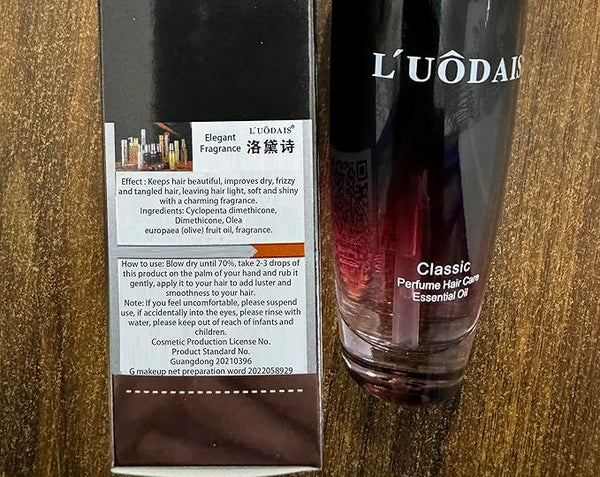 L'UÔDAIS®
Elegant
Fragrance
洛黛诗
Effect : Keeps hair beautiful, improves dry, frizzy
and tangled hair, leaving hair light, soft and shiny
with a charming fragrance.
Ingredients: Cyclopenta dimethicone,
Dimethicone, Olea
europaea (olive) fruit oil, fragrance.
How to use: Blow dry until 70%, take 2-3 drops of
this product on the palm of your hand and rub it
gently, apply it to your hair to add luster and
smoothness to your hair.
Note: If you feel uncomfortable, please suspend
use, if accidentally into the eyes, please rinse with
water, please keep out of reach of infants and
children.
Cosmetic Production License No.
Product Standard No.
Guangdong 20210396
G makeup net preparation word 2022058929
L'UÔDAIS
Classic
Perfume Hair Care
Essential Oil